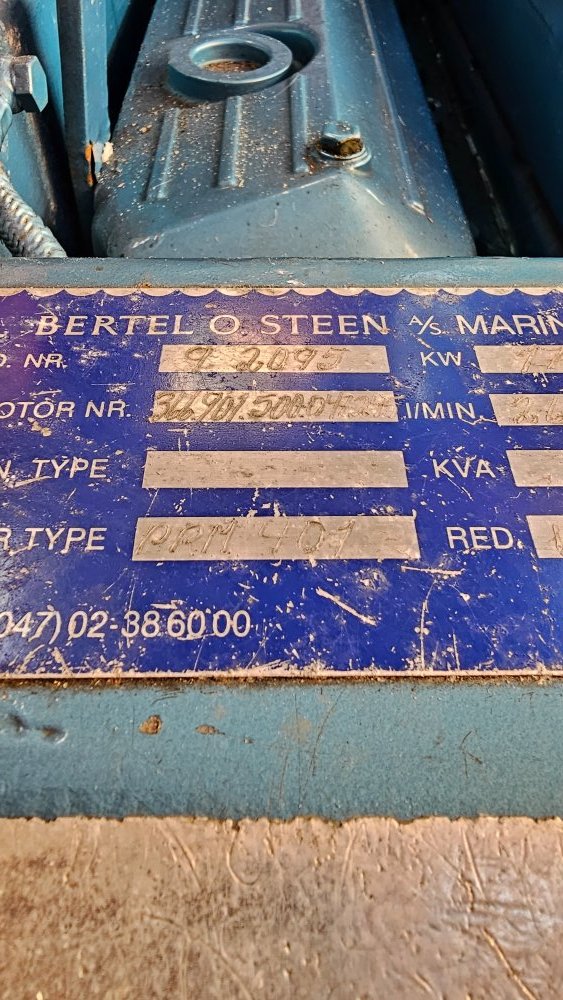 BERTEL O. STEEN A/S MARIN
D. NR. 9 2095 KW
OTOR NR. I/MIN.
N. TYPE KVA
R TYPE PRM 401 RED.
047) 02-38 60 00